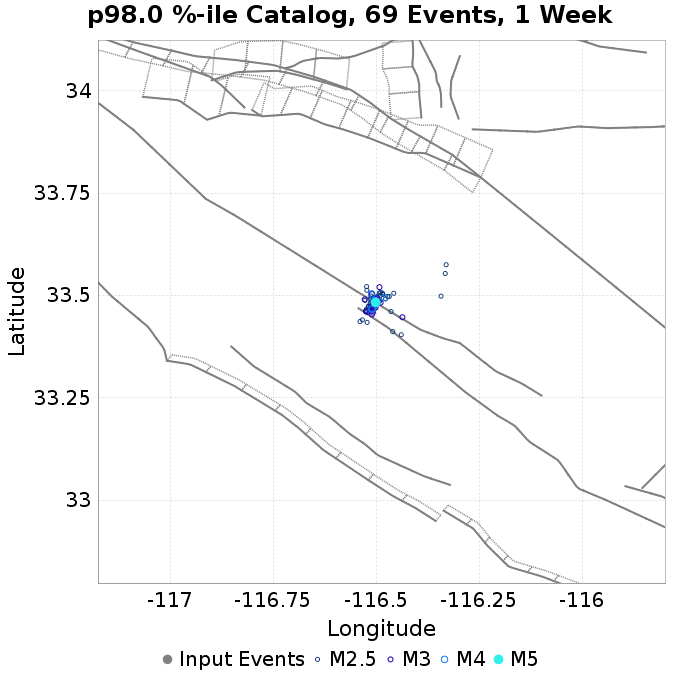 p98.0 %-ile Catalog, 69 Events, 1 Week
34
33.75
33.5
33.25
33
Latitude
-117
-116.75
-116.5
-116.25
-116
Longitude
Input Events M2.5 M3 M4 M5